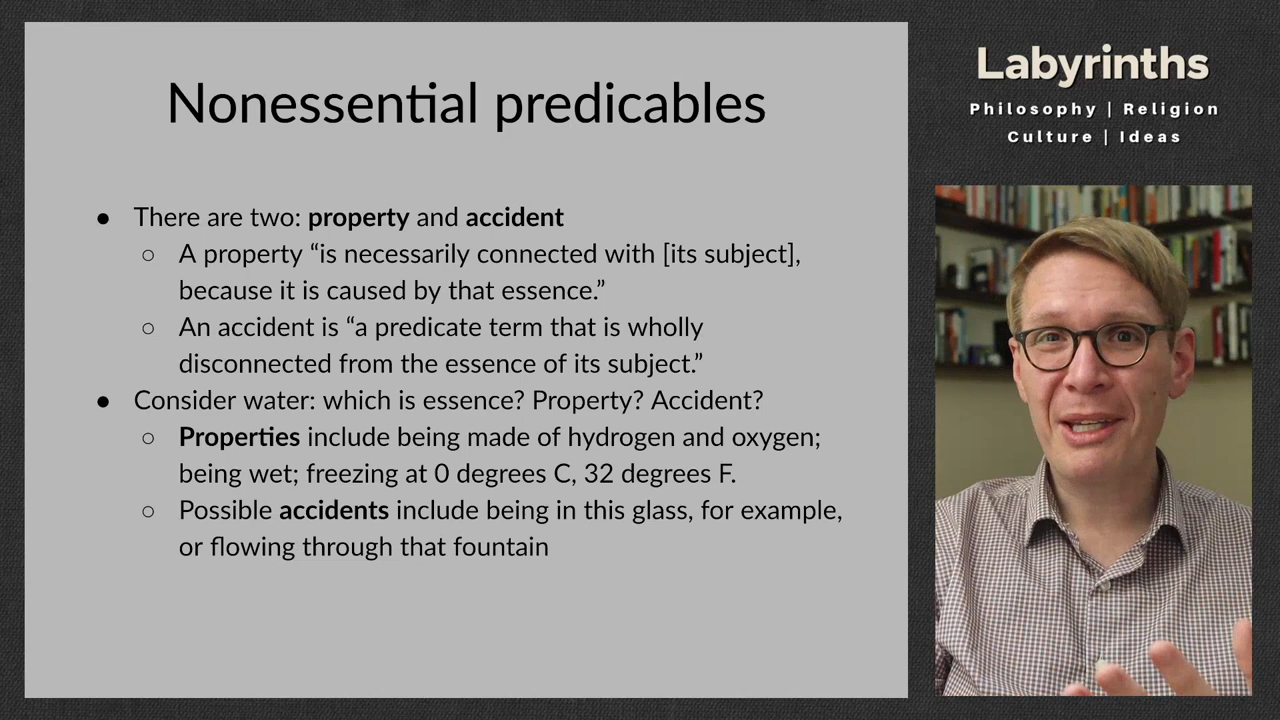 Nonessential predicables
● There are two: property and accident
○ A property “is necessarily connected with [its subject],
because it is caused by that essence.”
○ An accident is “a predicate term that is wholly
disconnected from the essence of its subject.”
● Consider water: which is essence? Property? Accident?
○ Properties include being made of hydrogen and oxygen;
being wet; freezing at 0 degrees C, 32 degrees F.
○ Possible accidents include being in this glass, for example,
or flowing through that fountain
Labyrinths
Philosophy | Religion
Culture | Ideas